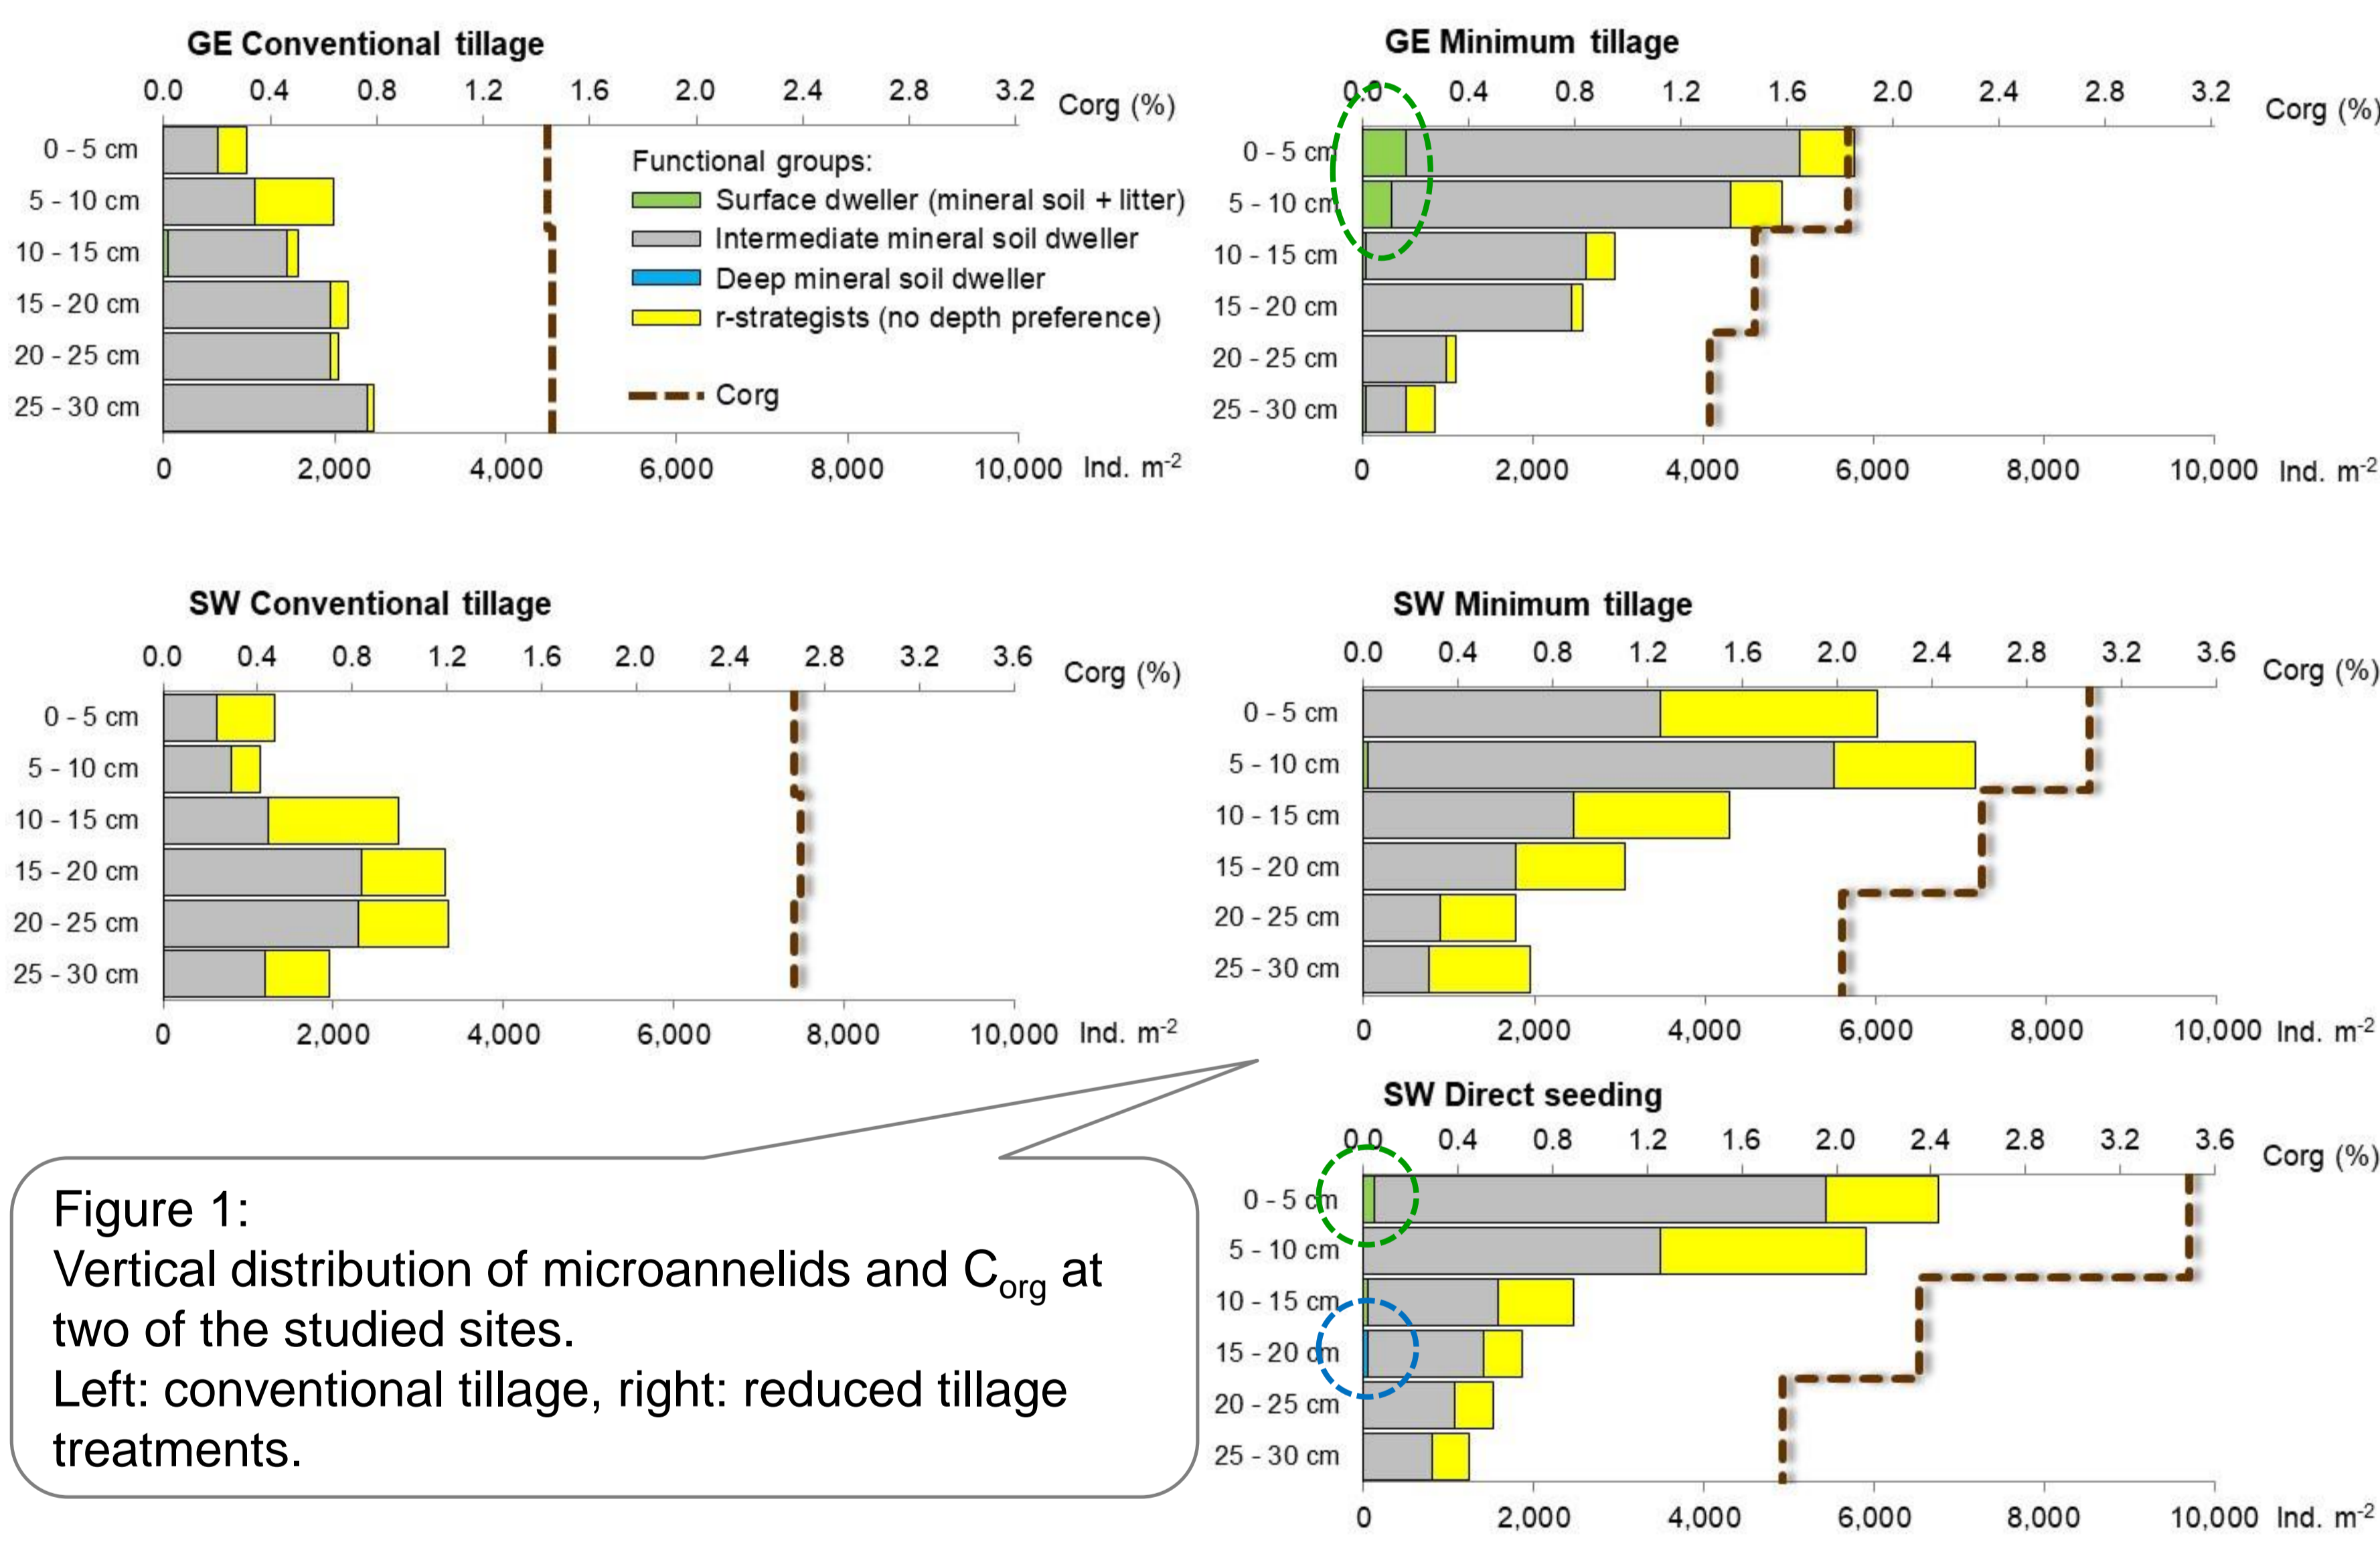 GE Conventional tillage
0.0 0.4 0.8 1.2 1.6 2.0 2.4 2.8 3.2 Corg (%)
0 - 5 cm
5 - 10 cm
10 - 15 cm
15 - 20 cm
20 - 25 cm
25 - 30 cm
Functional groups:
Surface dweller (mineral soil + litter)
Intermediate mineral soil dweller
Deep mineral soil dweller
r-strategists (no depth preference)
Corg
0 2,000 4,000 6,000 8,000 10,000 Ind. m-2
GE Minimum tillage
0.0 0.4 0.8 1.2 1.6 2.0 2.4 2.8 3.2 Corg (%)
0 - 5 cm
5 - 10 cm
10 - 15 cm
15 - 20 cm
20 - 25 cm
25 - 30 cm
0 2,000 4,000 6,000 8,000 10,000 Ind. m-2
SW Conventional tillage
0.0 0.4 0.8 1.2 1.6 2.0 2.4 2.8 3.2 3.6 Corg (%)
0 - 5 cm
5 - 10 cm
10 - 15 cm
15 - 20 cm
20 - 25 cm
25 - 30 cm
0 2,000 4,000 6,000 8,000 10,000 Ind. m-2
SW Minimum tillage
0.0 0.4 0.8 1.2 1.6 2.0 2.4 2.8 3.2 3.6 Corg (%)
0 - 5 cm
5 - 10 cm
10 - 15 cm
15 - 20 cm
20 - 25 cm
25 - 30 cm
0 2,000 4,000 6,000 8,000 10,000 Ind. m-2
SW Direct seeding
0.0 0.4 0.8 1.2 1.6 2.0 2.4 2.8 3.2 3.6 Corg (%)
0 - 5 cm
5 - 10 cm
10 - 15 cm
15 - 20 cm
20 - 25 cm
25 - 30 cm
0 2,000 4,000 6,000 8,000 10,000 Ind. m-2
Figure 1:
Vertical distribution of microannelids and Corg at
two of the studied sites.
Left: conventional tillage, right: reduced tillage
treatments.